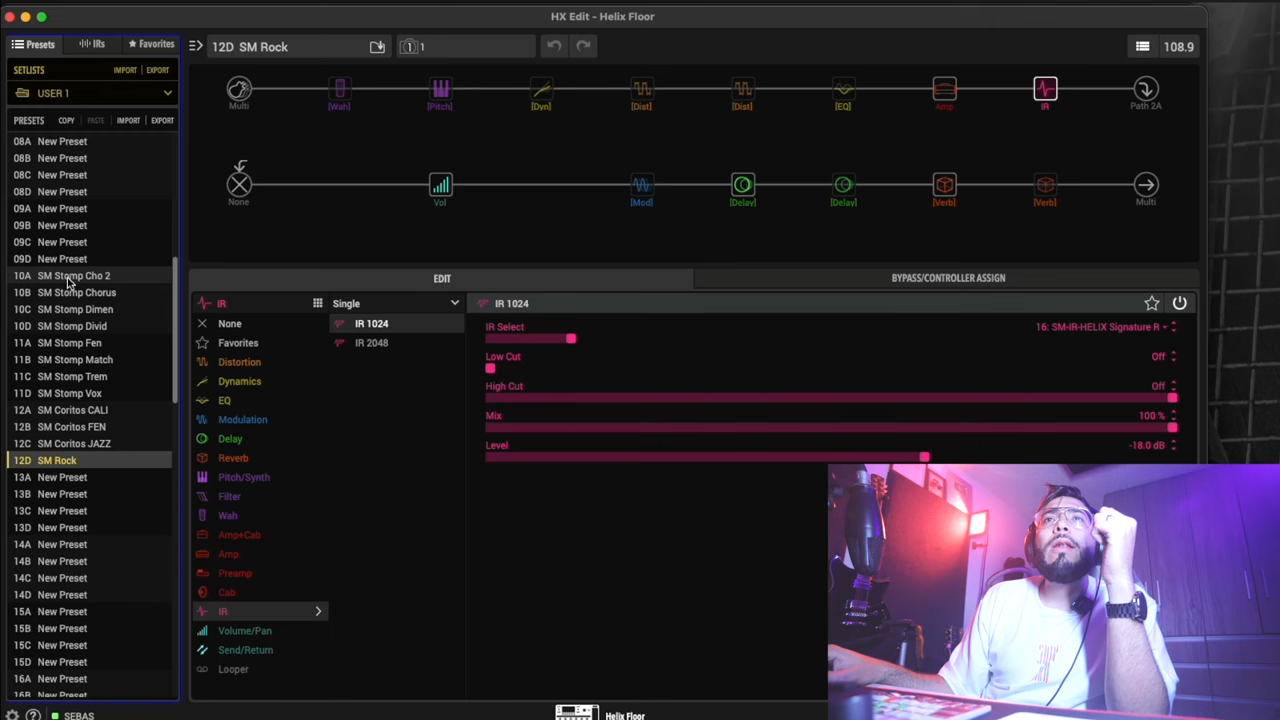 HX Edit - Helix Floor
Presets IRs Favorites
12D SM Rock 1 108.9
SETLISTS IMPORT EXPORT
USER 1
PRESETS COPY PASTE IMPORT EXPORT
08A New Preset
08B New Preset
08C New Preset
08D New Preset
09A New Preset
09B New Preset
09C New Preset
09D New Preset
10A SM Stomp Cho 2
10B SM Stomp Chorus
10C SM Stomp Dimen
10D SM Stomp Divid
11A SM Stomp Fen
11B SM Stomp Match
11C SM Stomp Trem
11D SM Stomp Vox
12A SM Coritos CALI
12B SM Coritos FEN
12C SM Coritos JAZZ
12D SM Rock
13A New Preset
13B New Preset
13C New Preset
13D New Preset
14A New Preset
14B New Preset
14C New Preset
14D New Preset
15A New Preset
15B New Preset
15C New Preset
15D New Preset
16A New Preset
16B New Preset
SEBAS
Multi [Wah] [Pitch] [Dyn] [Dist] [Dist] [EQ] Amp IR Path 2A
None Vol [Mod] [Delay] [Delay] [Verb] [Verb] Multi
EDIT BYPASS/CONTROLLER ASSIGN
IR
None
Favorites
Distortion
Dynamics
EQ
Modulation
Delay
Reverb
Pitch/Synth
Filter
Wah
Amp+Cab
Amp
Preamp
Cab
IR
Volume/Pan
Send/Return
Looper
Single
IR 1024
IR 2048
IR 1024
IR Select 16: SM-IR-HELIX Signature R
Low Cut Off
High Cut Off
Mix 100 %
Level -18.0 dB
Helix Floor